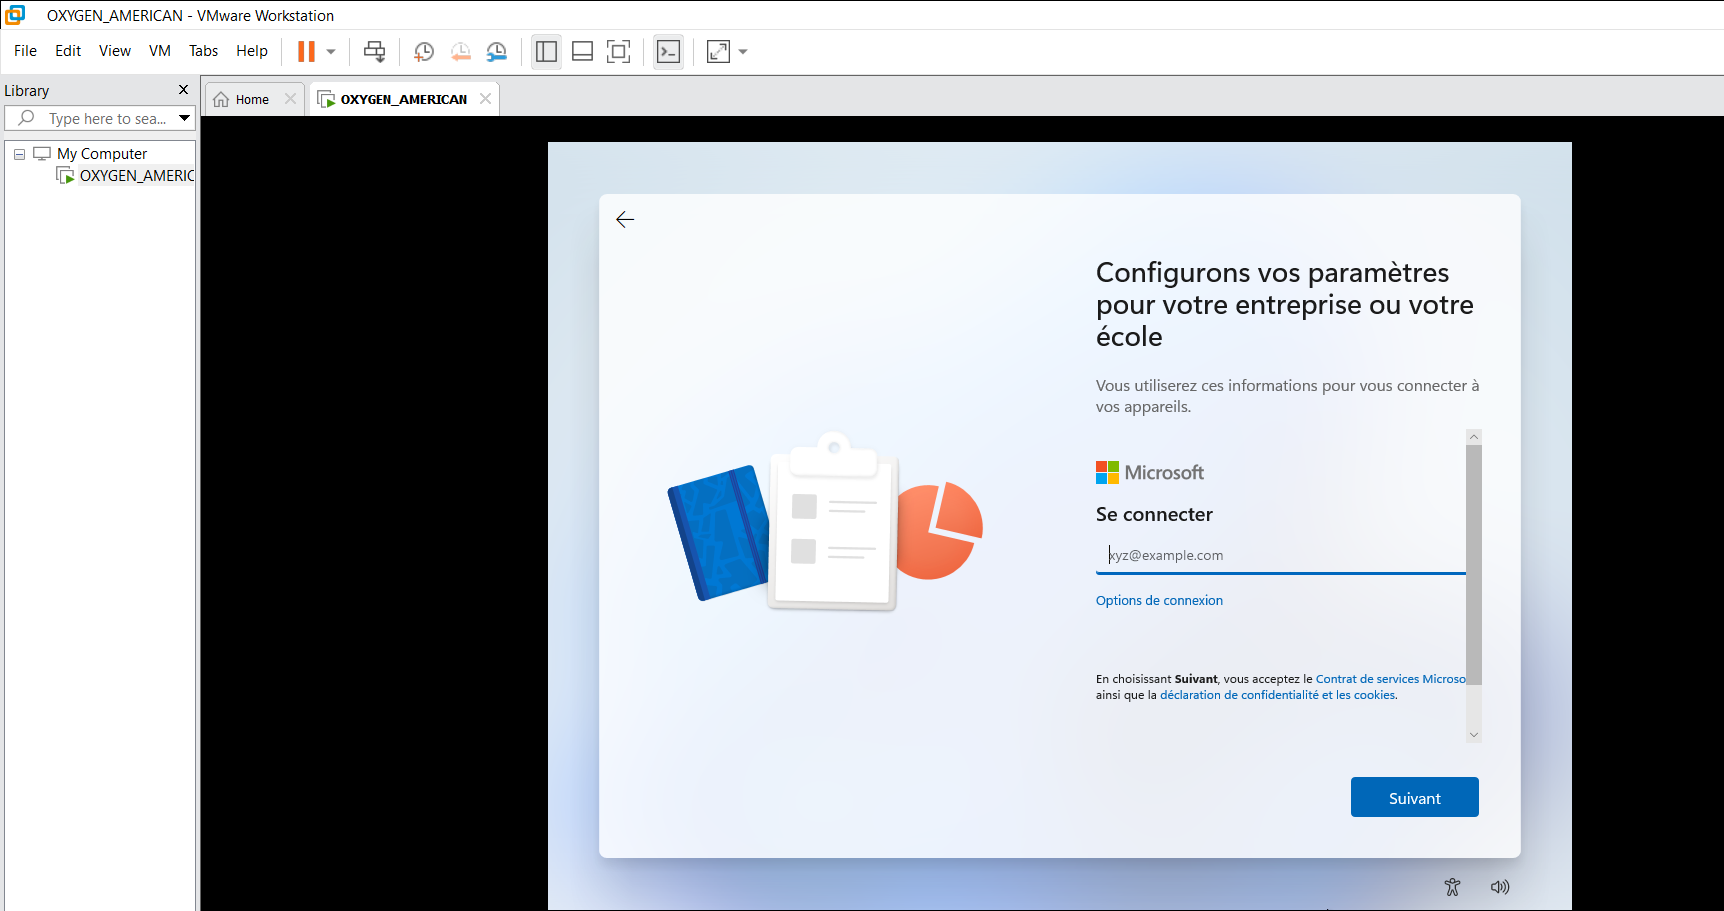 OXYGEN_AMERICAN - VMware Workstation
File Edit View VM Tabs Help
Library
Home
OXYGEN_AMERICAN
Type here to sea...
My Computer
OXYGEN_AMERIC
Configurons vos paramètres
pour votre entreprise ou votre
école
Vous utiliserez ces informations pour vous connecter à
vos appareils.
Microsoft
Se connecter
xyz@example.com
Options de connexion
En choisissant Suivant, vous acceptez le Contrat de services Microso
ainsi que la déclaration de confidentialité et les cookies.
Suivant